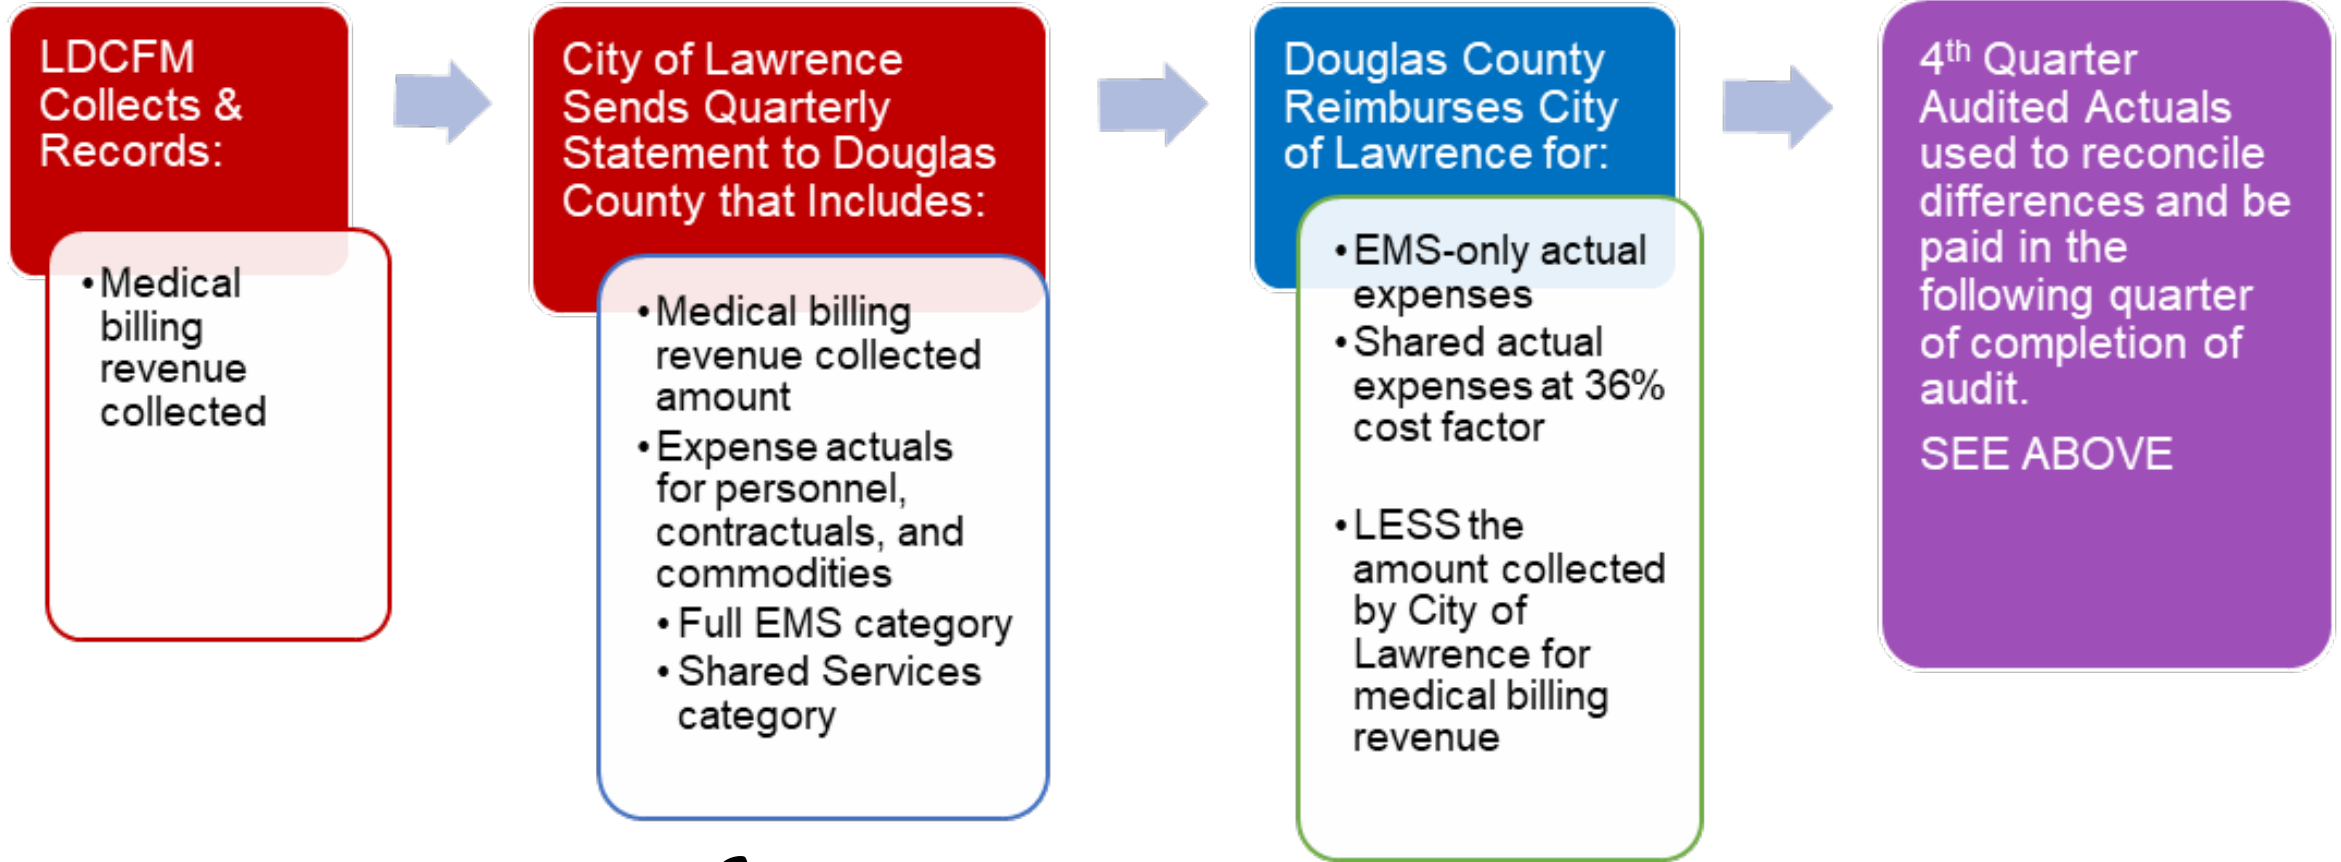 LDCFM
Collects &
Records:
•Medical
billing
revenue
collected
City of Lawrence
Sends Quarterly
Statement to Douglas
County that Includes:
•Medical billing
revenue collected
amount
•Expense actuals
for personnel,
contractuals, and
commodities
•Full EMS category
•Shared Services
category
Douglas County
Reimburses City
of Lawrence for:
•EMS-only actual
expenses
•Shared actual
expenses at 36%
cost factor
•LESS the
amount collected
by City of
Lawrence for
medical billing
revenue
4th Quarter
Audited Actuals
used to reconcile
differences and be
paid in the
following quarter
of completion of
audit.
SEE ABOVE